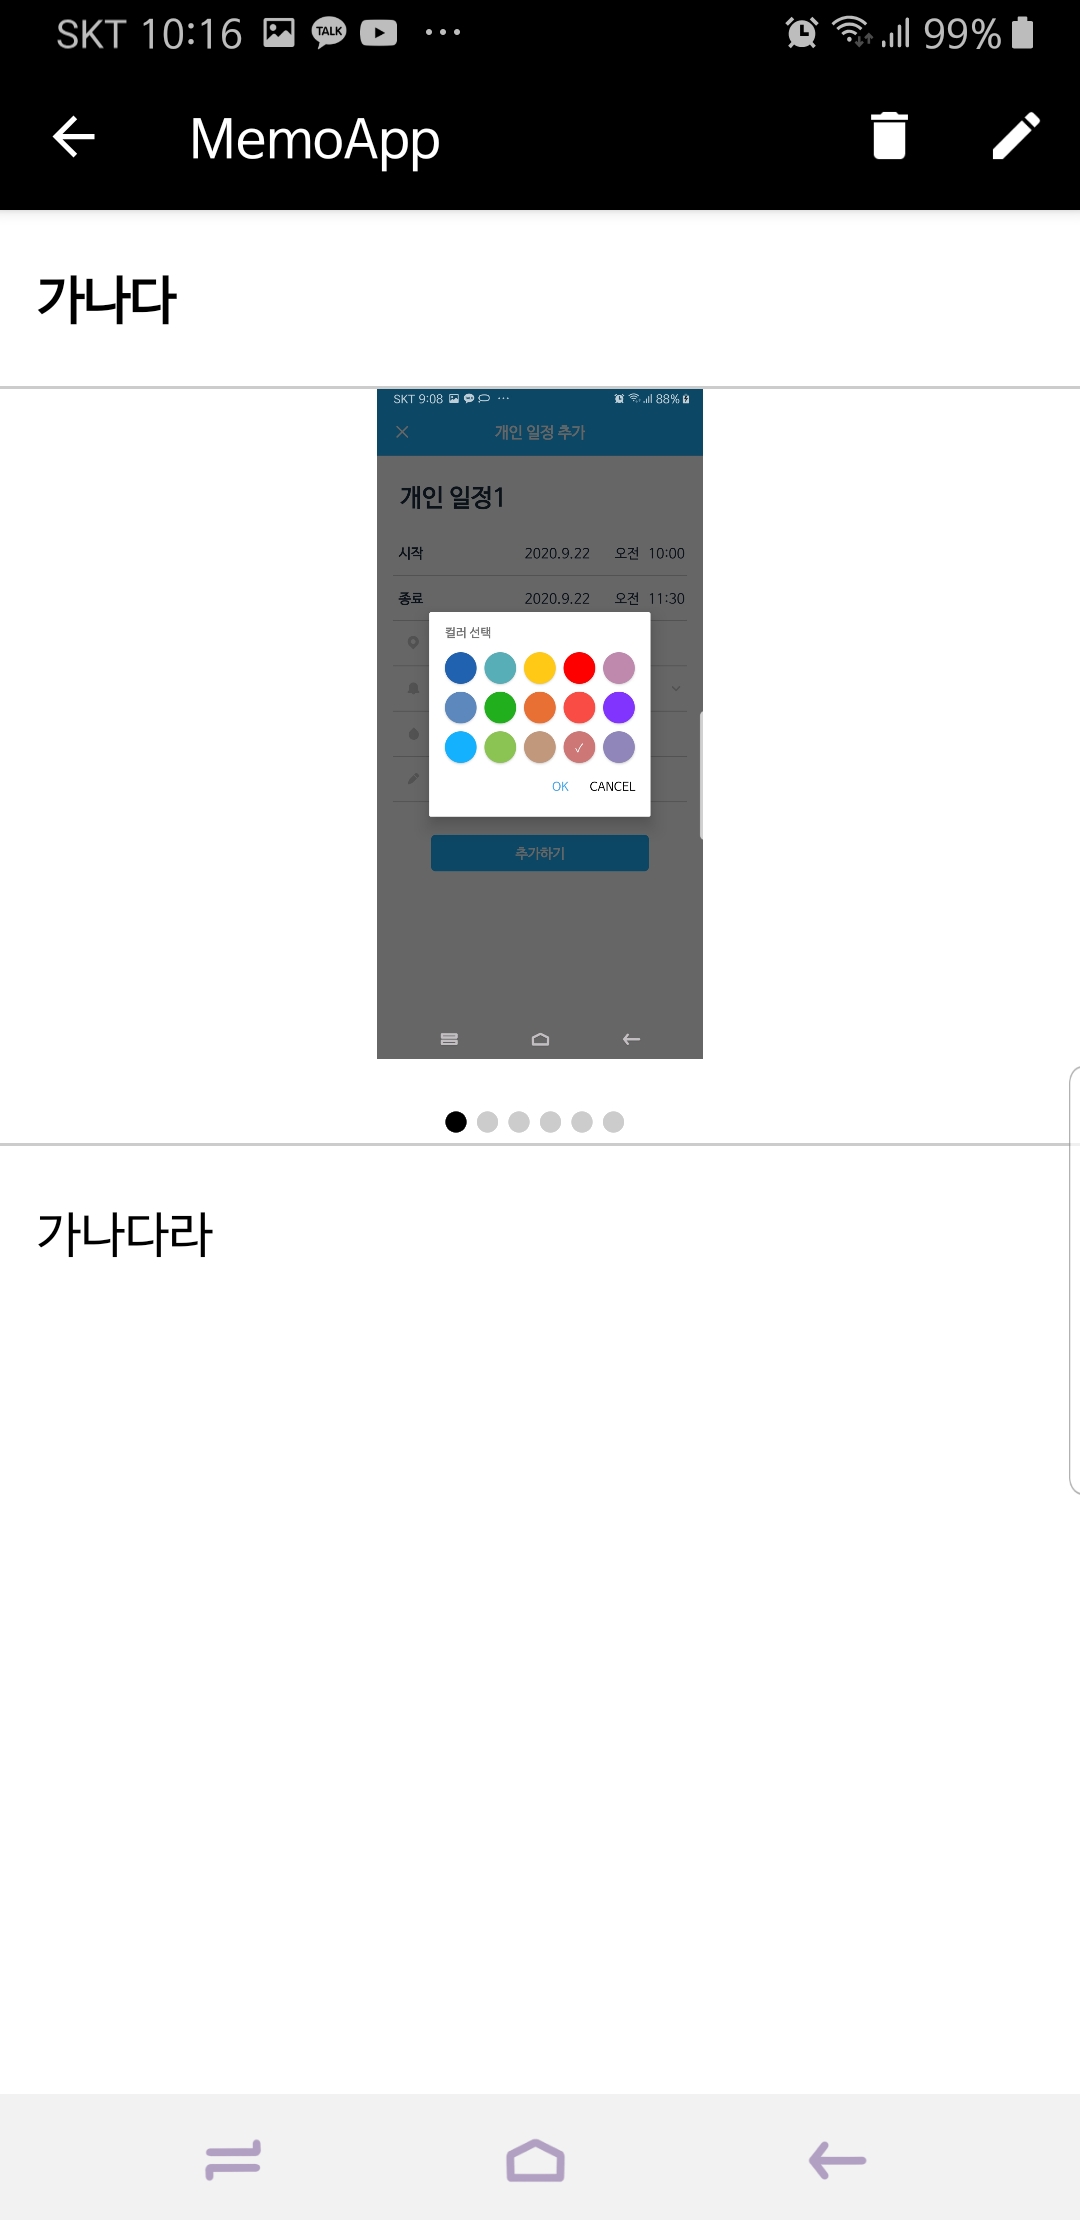 SKT 10:16 TALK 99%
MemoApp
가나다
SKT 9:08 88%
개인 일정 추가
개인 일정1
시작 2020.9.22 오전 10:00
종료 2020.9.22 오전 11:30
컬러 선택
OK CANCEL
추가하기
가나다라